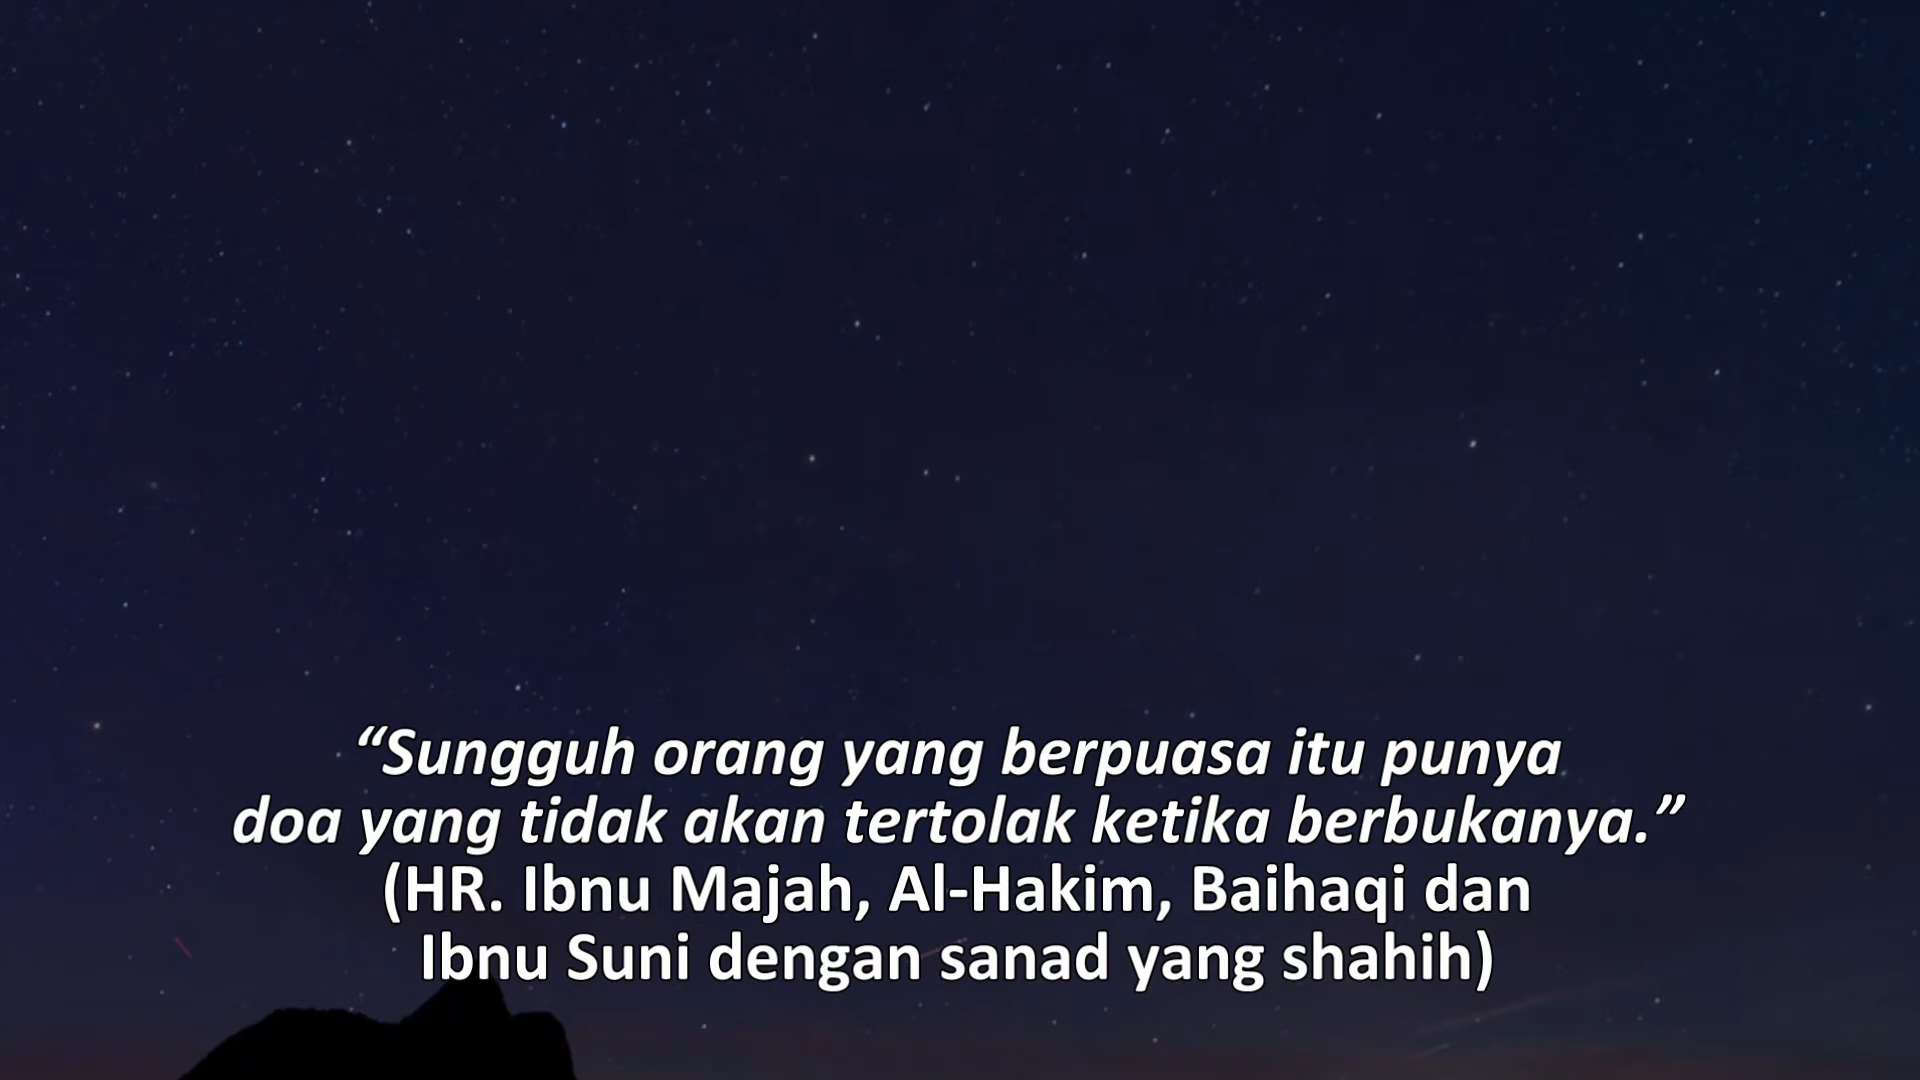 “Sungguh orang yang berpuasa itu punya
doa yang tidak akan tertolak ketika berbukanya.”
(HR. Ibnu Majah, Al-Hakim, Baihaqi dan
Ibnu Suni dengan sanad yang shahih)